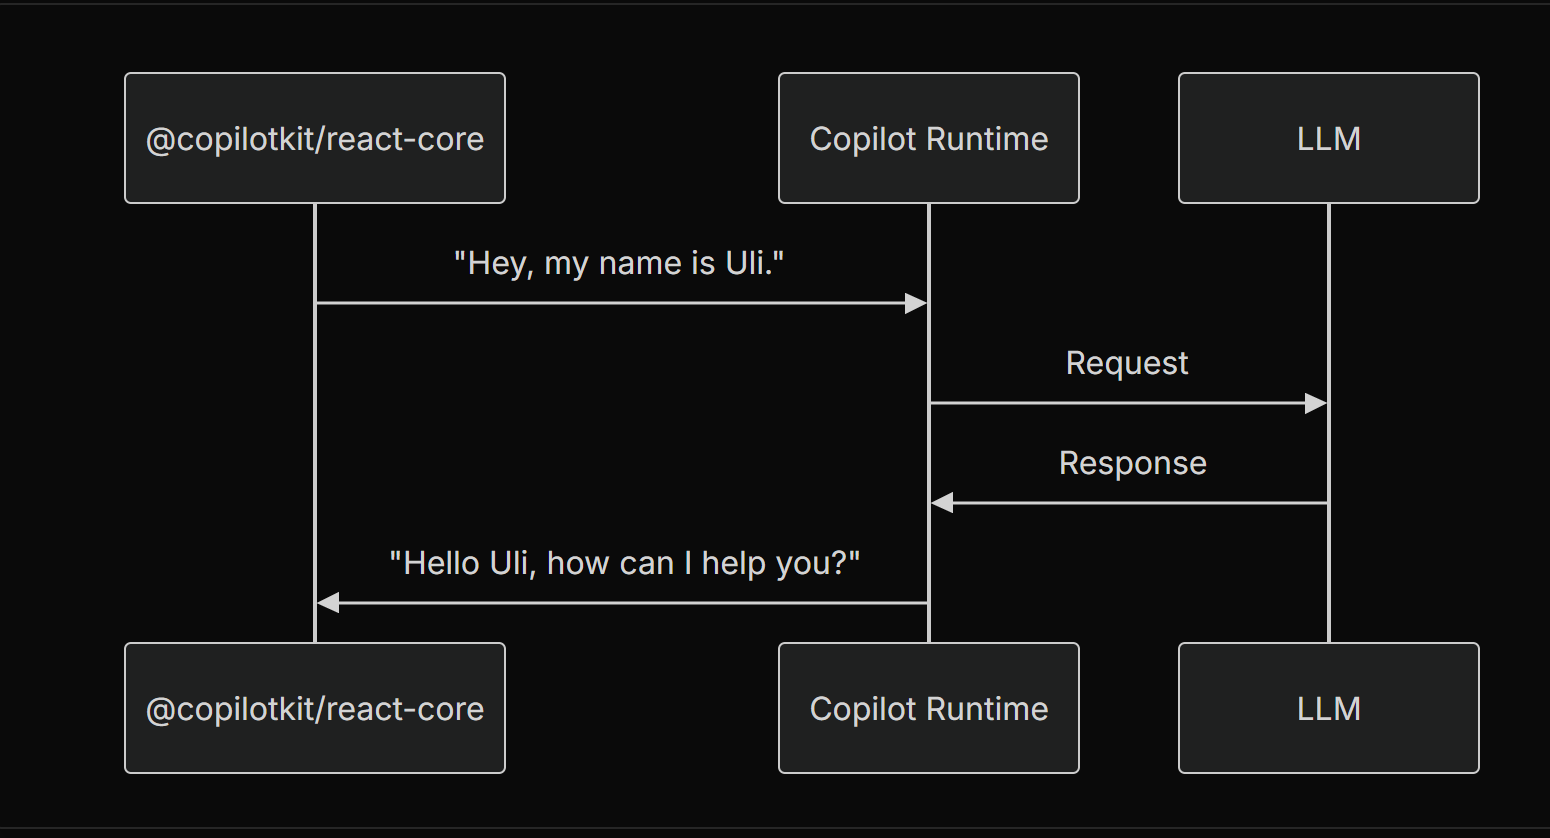 @copilotkit/react-core
Copilot Runtime
LLM
"Hey, my name is Uli."
Request
Response
"Hello Uli, how can I help you?"
@copilotkit/react-core
Copilot Runtime
LLM